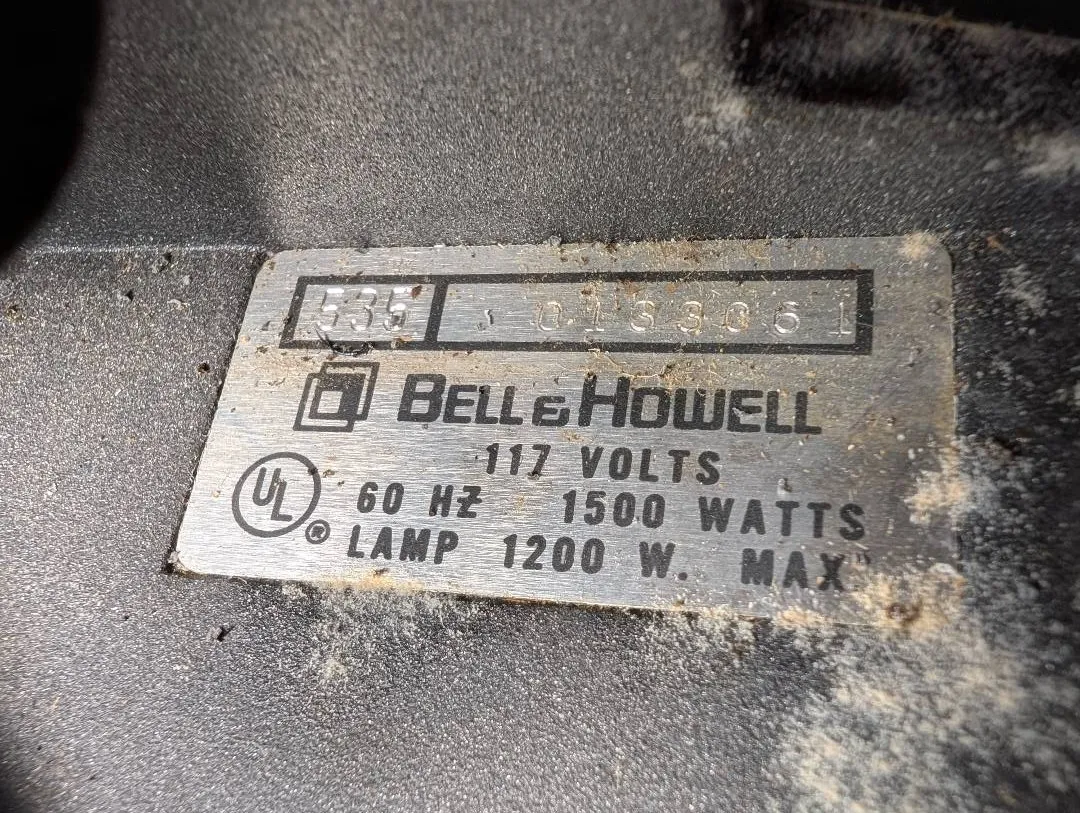 535 0133061
BELL & HOWELL
117 VOLTS
UL 60 HZ 1500 WATTS
® LAMP 1200 W. MAX"